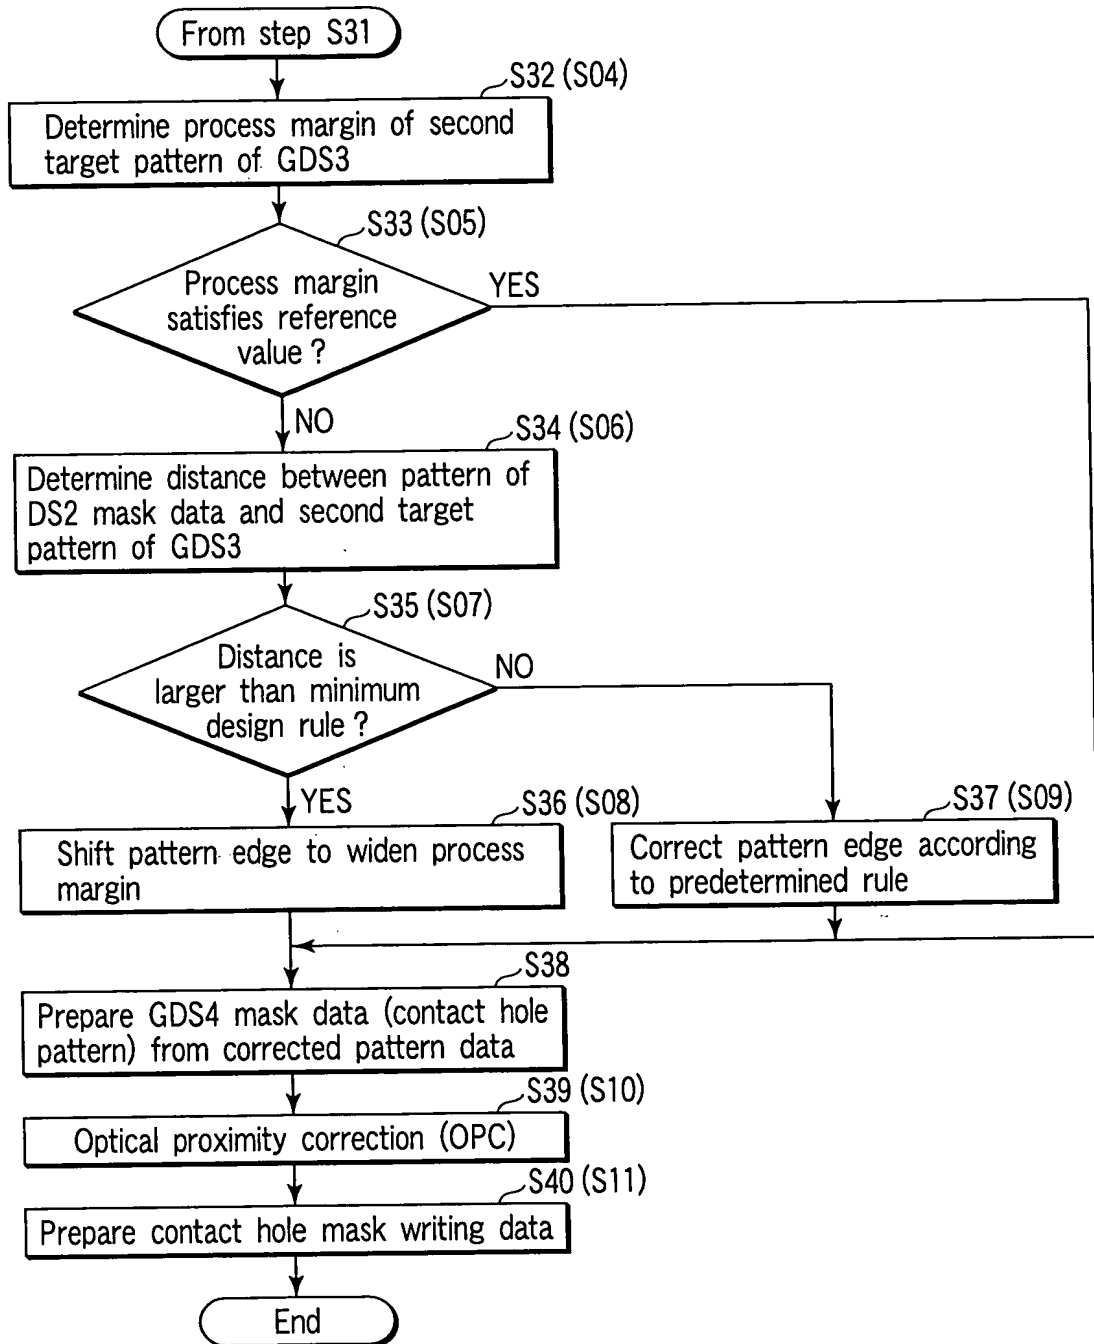 From step S31
S32 (S04)
Determine process margin of second
target pattern of GDS3
S33 (S05)
Process margin
satisfies reference
value ?
YES
NO
S34 (S06)
Determine distance between pattern of
DS2 mask data and second target
pattern of GDS3
S35 (S07)
Distance is
larger than minimum
design rule ?
NO
YES
S36 (S08)
Shift pattern edge to widen process
margin
S37 (S09)
Correct pattern edge according
to predetermined rule
S38
Prepare GDS4 mask data (contact hole
pattern) from corrected pattern data
S39 (S10)
Optical proximity correction (OPC)
S40 (S11)
Prepare contact hole mask writing data
End